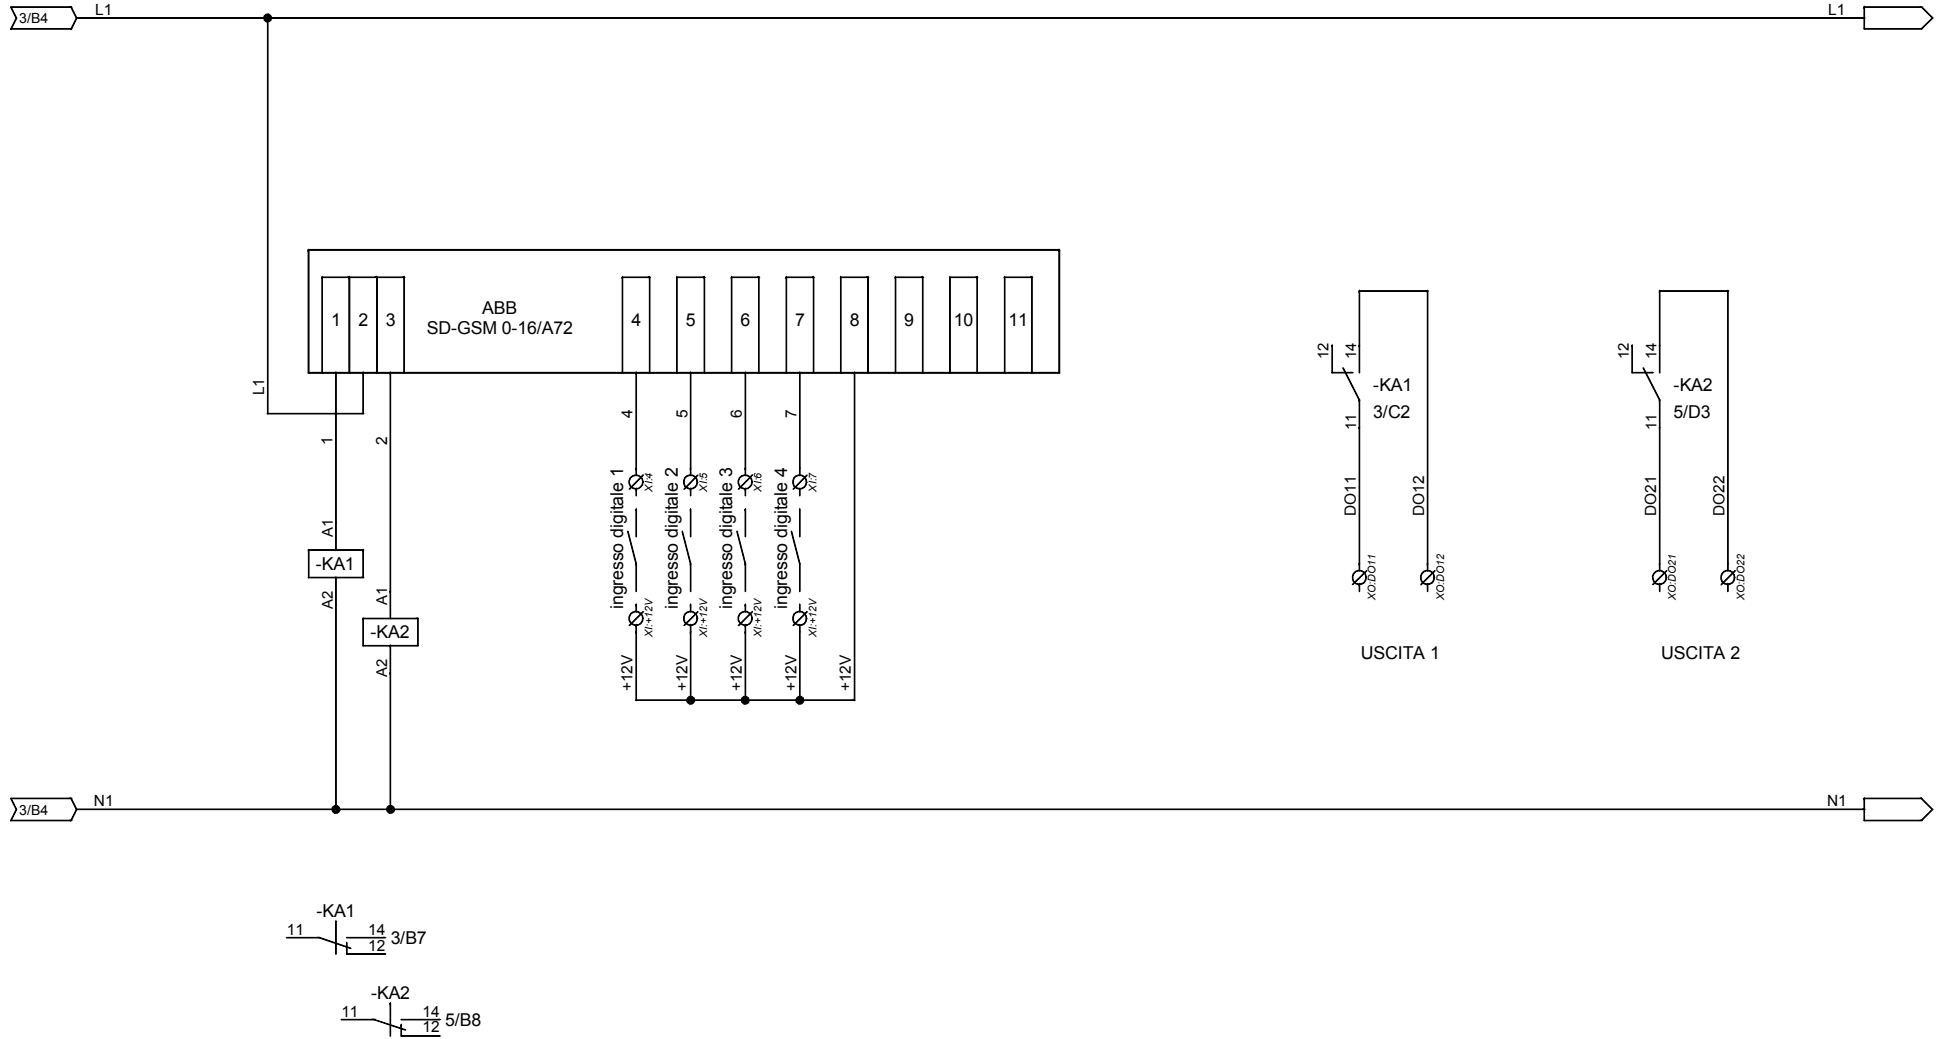 3/B4
L1
L1
ABB
SD-GSM 0-16/A72
1
2
3
4
5
6
7
8
9
10
11
L1
1
2
4
5
6
7
A1
-KA1
A2
A1
-KA2
A2
ingresso digitale 1
ingresso digitale 2
ingresso digitale 3
ingresso digitale 4
XI:4
XI:5
XI:6
XI:7
XI:+12V
XI:+12V
XI:+12V
XI:+12V
+12V
+12V
+12V
+12V
+12V
12
14
-KA1
3/C2
11
DO11
DO12
XO:DO11
XO:DO12
USCITA 1
12
14
-KA2
5/D3
11
DO21
DO22
XO:DO21
XO:DO22
USCITA 2
3/B4
N1
N1
-KA1
11
14
12
3/B7
-KA2
11
14
12
5/B8